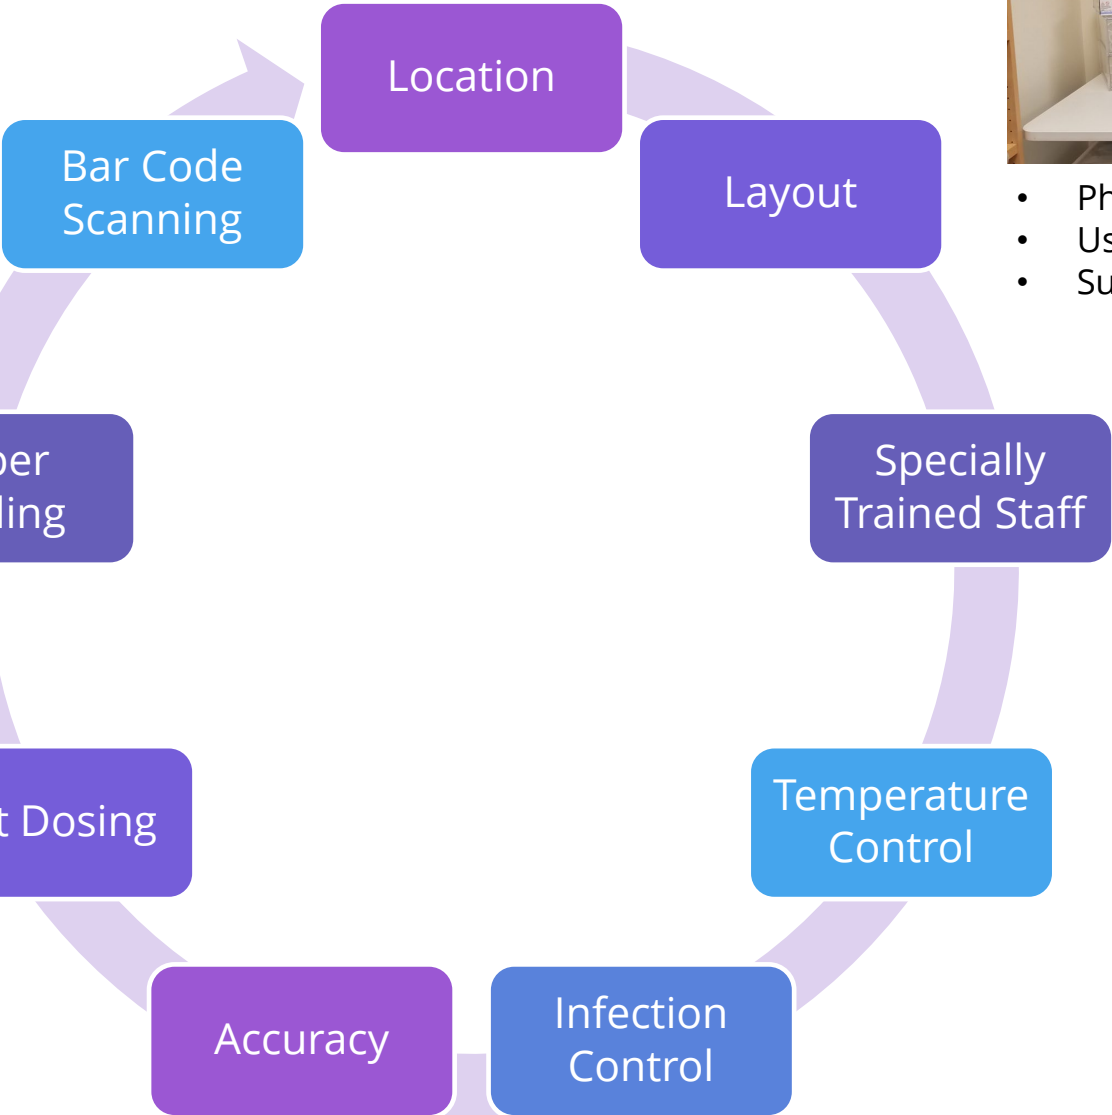 Location
Layout
Specially
Trained Staff
Temperature
Control
Infection
Control
Accuracy
Dosing
Bar Code
Scanning